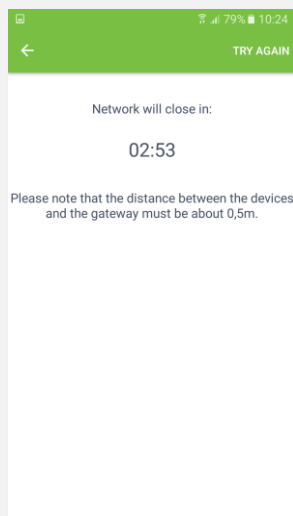 79% 10:24
TRY AGAIN
Network will close in:
02:53
Please note that the distance between the devices
and the gateway must be about 0,5m.